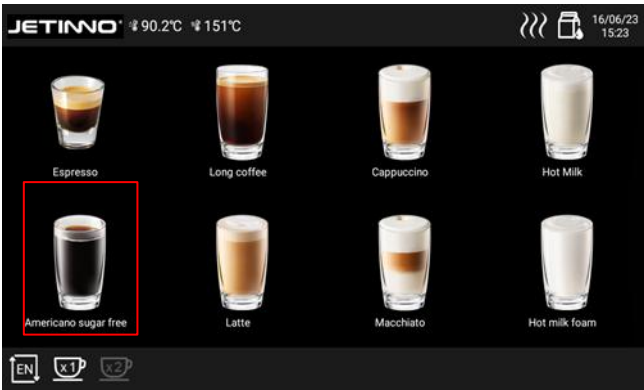 JETINNO 90.2℃ 151℃ 16/06/23
15:23
Espresso Long coffee Cappuccino Hot Milk
Americano sugar free Latte Macchiato Hot milk foam
EN x1 x2